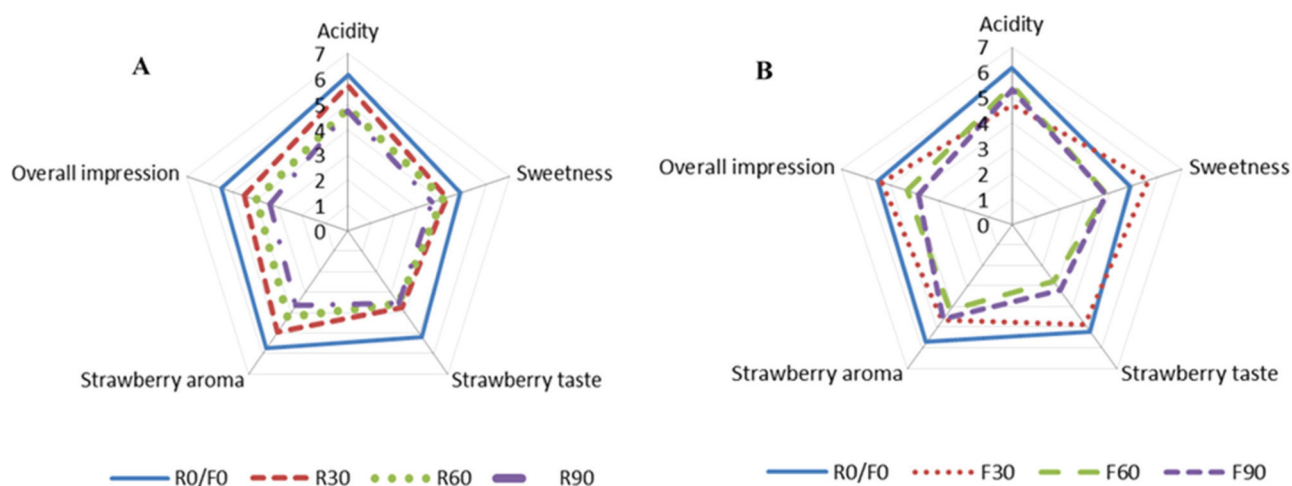 A
Acidity
7
6
5
4
3
2
1
0
Overall impression
Sweetness
Strawberry aroma
Strawberry taste
R0/F0 R30 R60 R90
B
Acidity
7
6
5
4
3
2
1
0
Overall impression
Sweetness
Strawberry aroma
Strawberry taste
R0/F0 F30 F60 F90